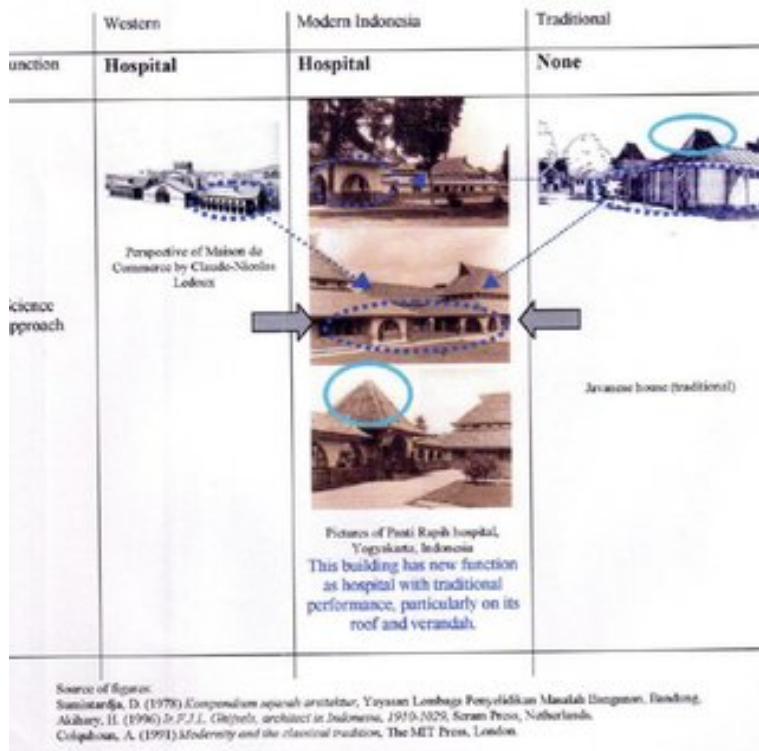 Western Modern Indonesia Traditional
unction Hospital Hospital None
Perspective of Maison de
Commerce by Claude-Nicolas
Ledoux
Science
pproach
Javanese house (traditional)
Pictures of Panti Rapih hospital,
Yogyakarta, Indonesia
This building has new function
as hospital with traditional
performance, particularly on its
roof and verandah.
Source of figures:
D. (1978) arsitektur, Yayasan Lembaga Penyelidikan Masalah Bangunan, Bandung.
Akihary, H. (1996) Ir.F.J.L. Ghijsels, architect in Indonesia, 1910-1929, Seram Press, Netherlands.
Colquhoun, A. (1991) Modernity and the classical tradition, The MIT Press, London.